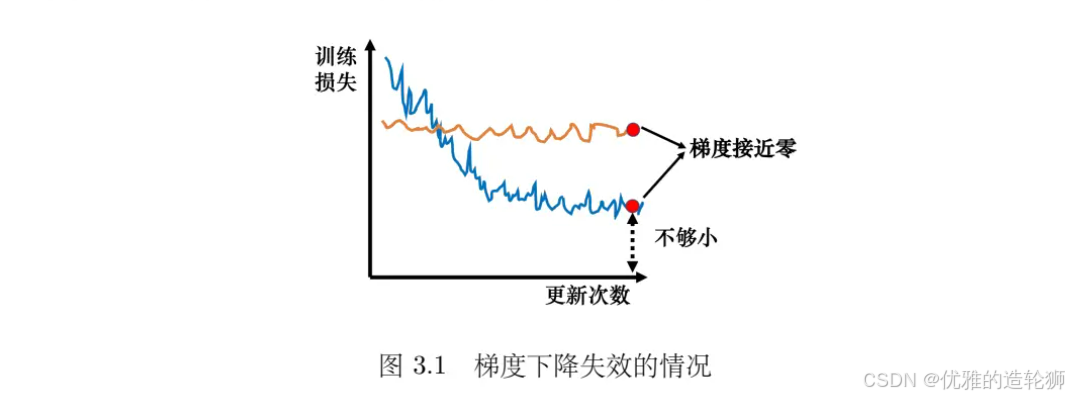 训练
损失
梯度接近零
不够小
更新次数
图 3.1 梯度下降失效的情况
CSDN @优雅的造轮狮